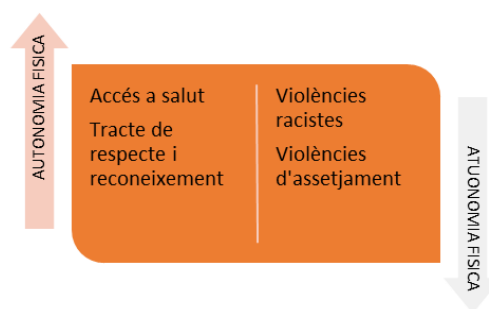 AUTONOMIA FISICA
Accés a salut
Tracte de
respecte i
reconeixement
Violències
racistes
Violències
d'assetjament
ATUONOMIA FISICA